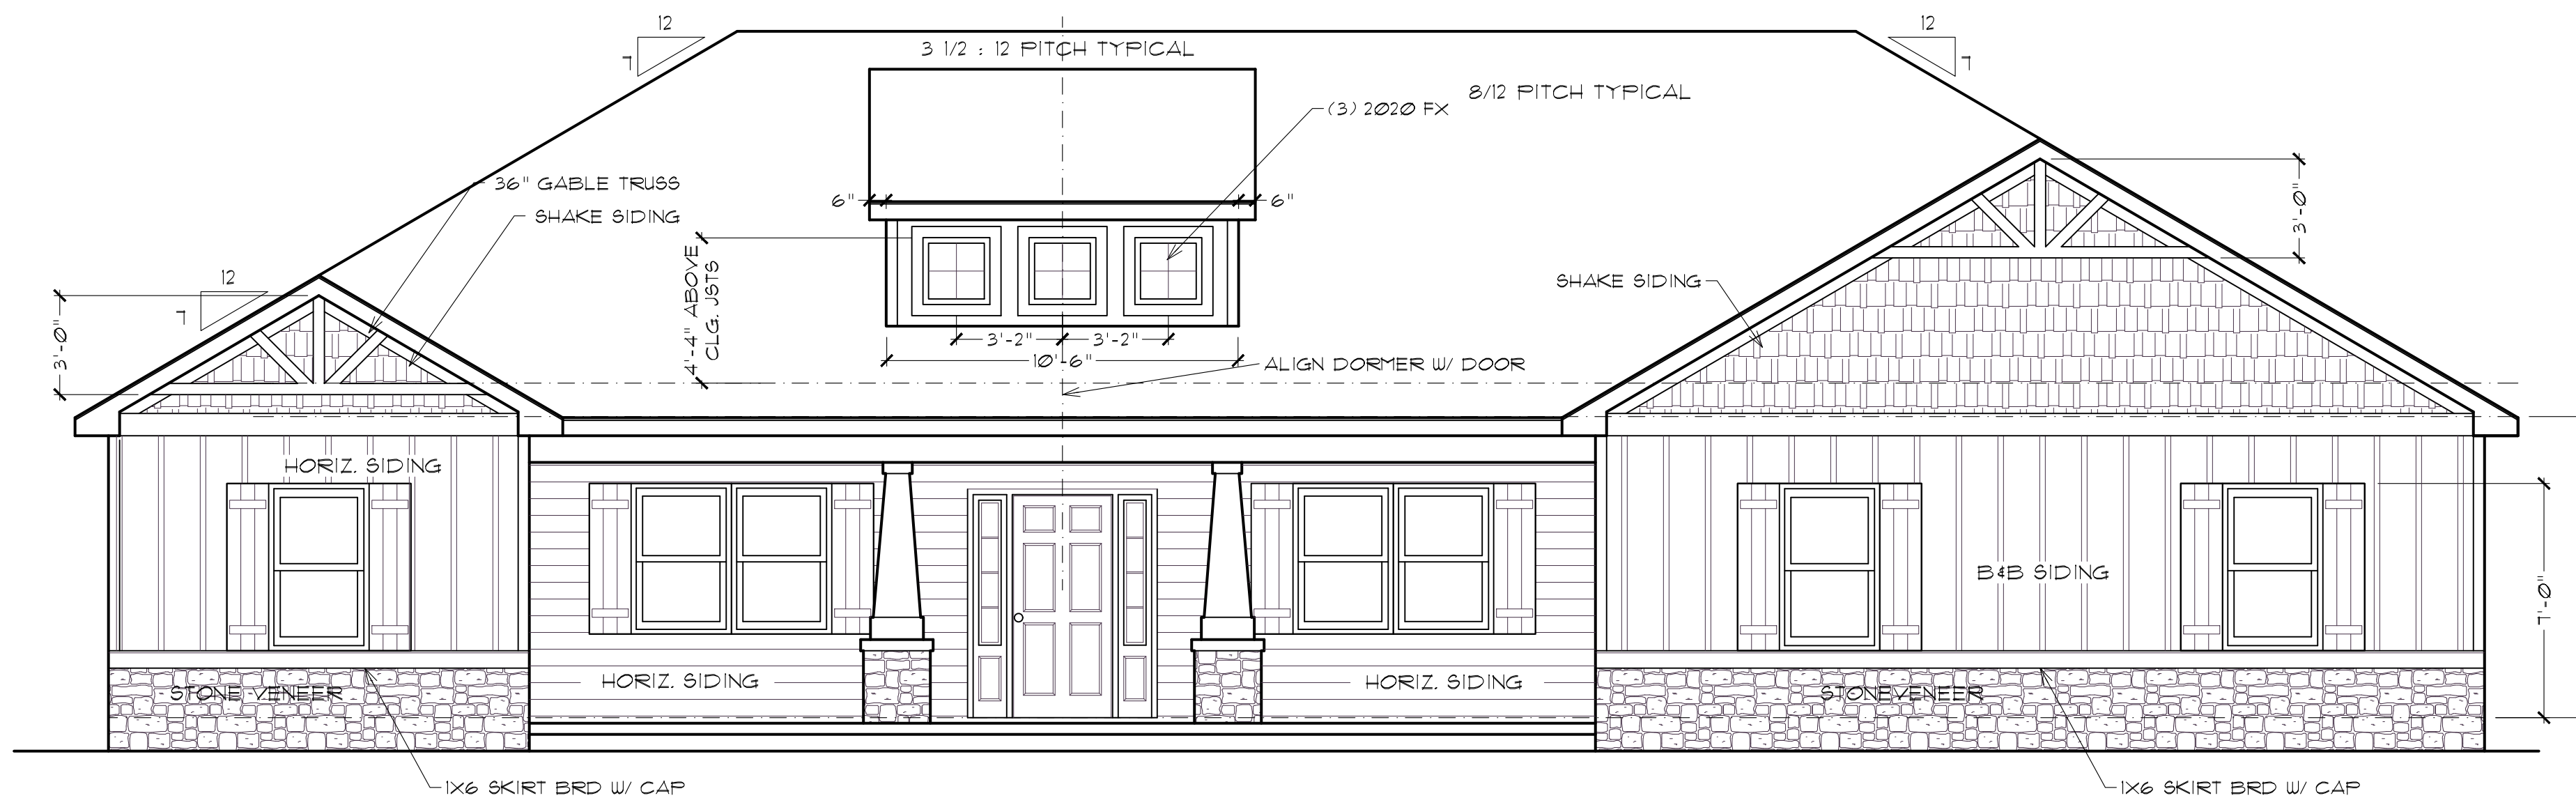 12
7
3 1/2 : 12 PITCH TYPICAL
12
7
8/12 PITCH TYPICAL
(3) 2020 FX
36" GABLE TRUSS
SHAKE SIDING
6"
6"
3'-0"
12
7
3'-0"
4'-4" ABOVE
CLG. JSTS
SHAKE SIDING
3'-2"
3'-2"
10'-6"
ALIGN DORMER W/ DOOR
HORIZ. SIDING
B&B SIDING
7'-0"
HORIZ. SIDING
HORIZ. SIDING
STONE VENEER
STONEVENEER
1X6 SKIRT BRD W/ CAP
1X6 SKIRT BRD W/ CAP